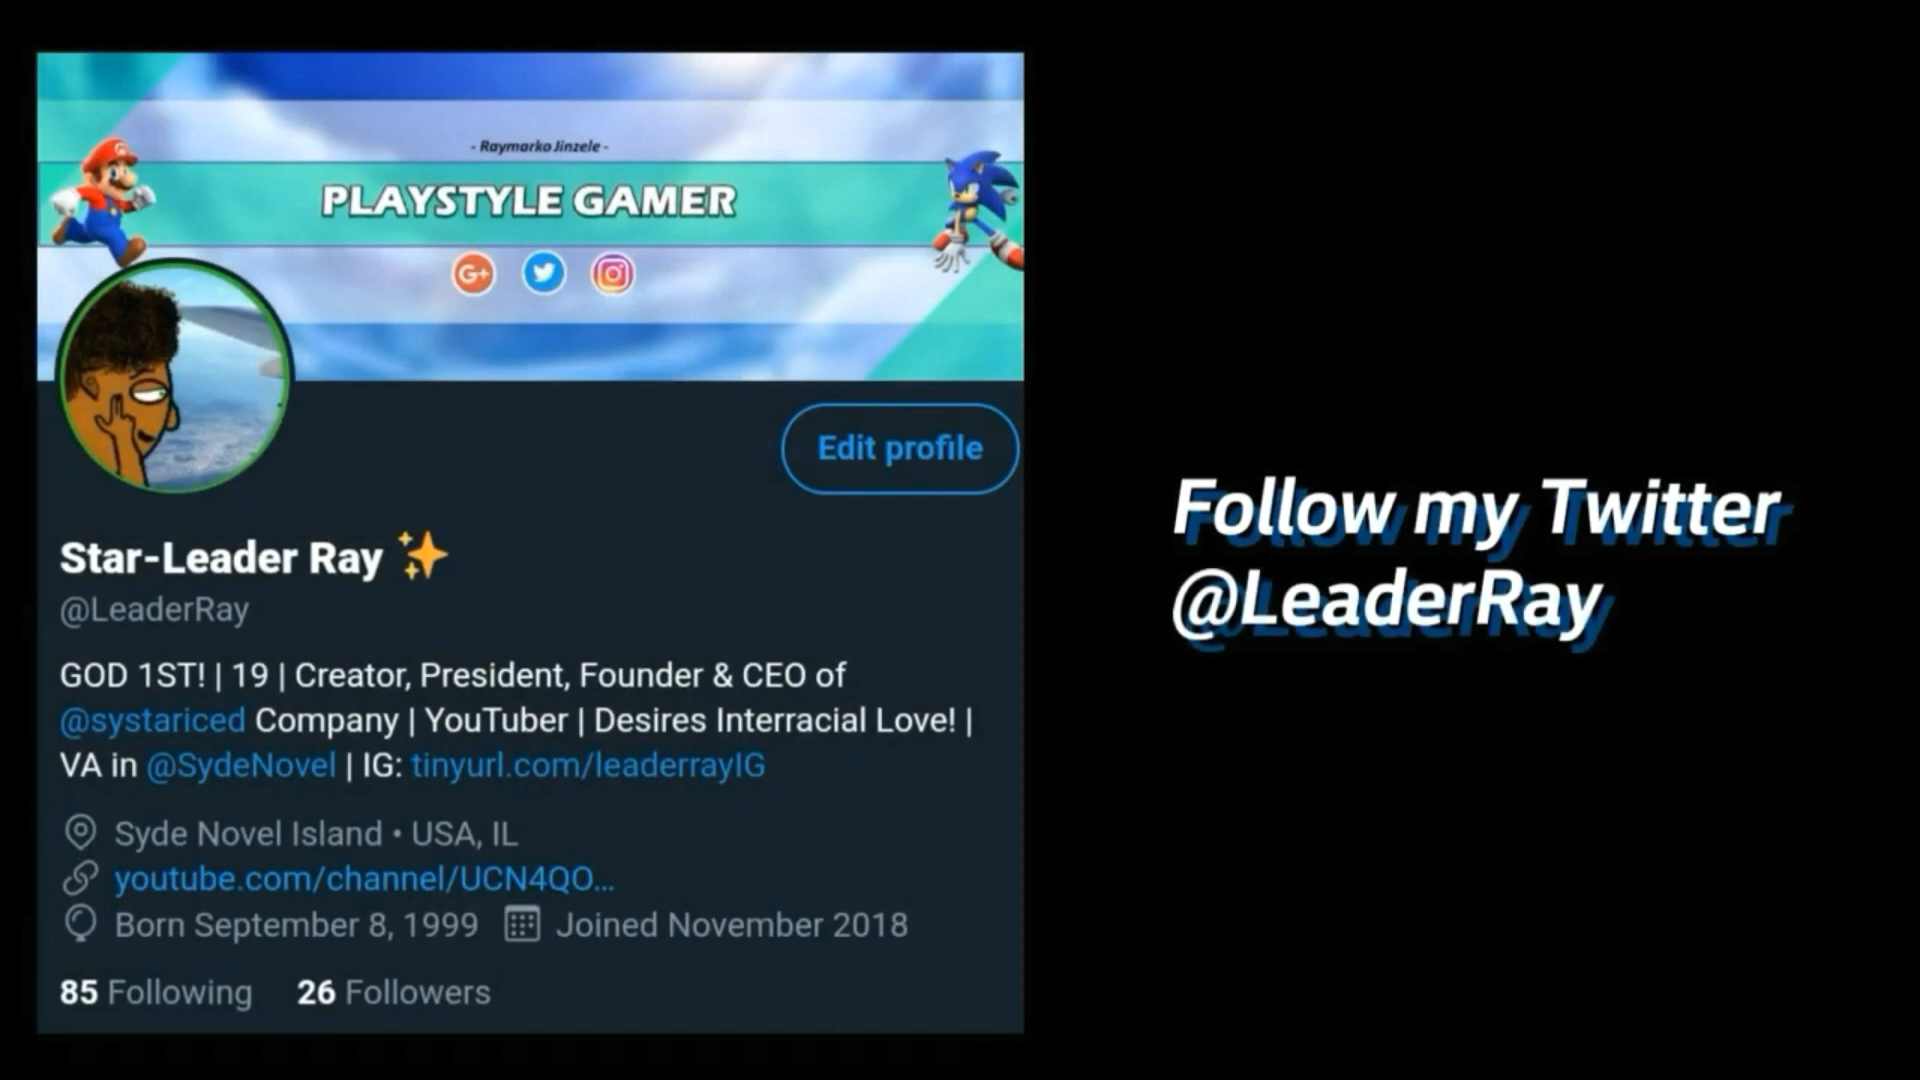 - Raymarko Jinzele -
PLAYSTYLE GAMER
G+
Edit profile
Star-Leader Ray ✨
@LeaderRay
GOD 1ST! | 19 | Creator, President, Founder & CEO of
@systariced Company | YouTuber | Desires Interracial Love! |
VA in @SydeNovel | IG: tinyurl.com/leaderrayIG
Syde Novel Island • USA, IL
youtube.com/channel/UCN4QO...
Born September 8, 1999 Joined November 2018
85 Following 26 Followers
Follow my Twitter
@LeaderRay